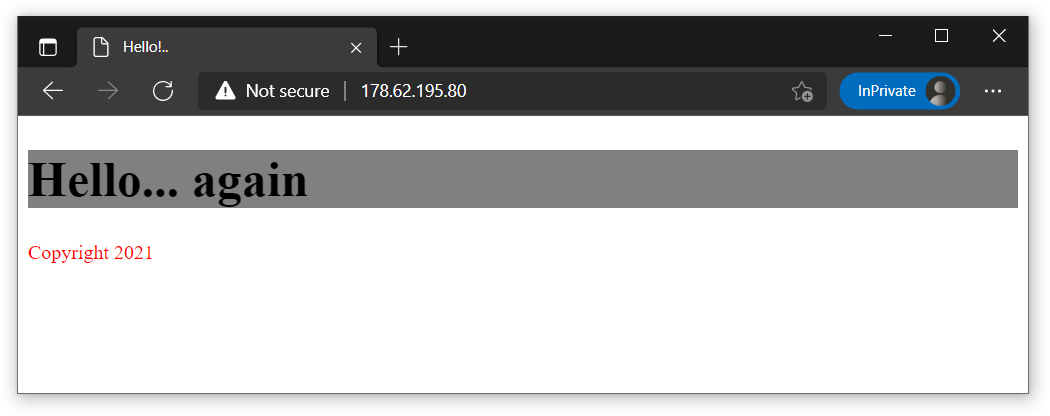 Hello!..
Not secure | 178.62.195.80
InPrivate
Hello... again
Copyright 2021